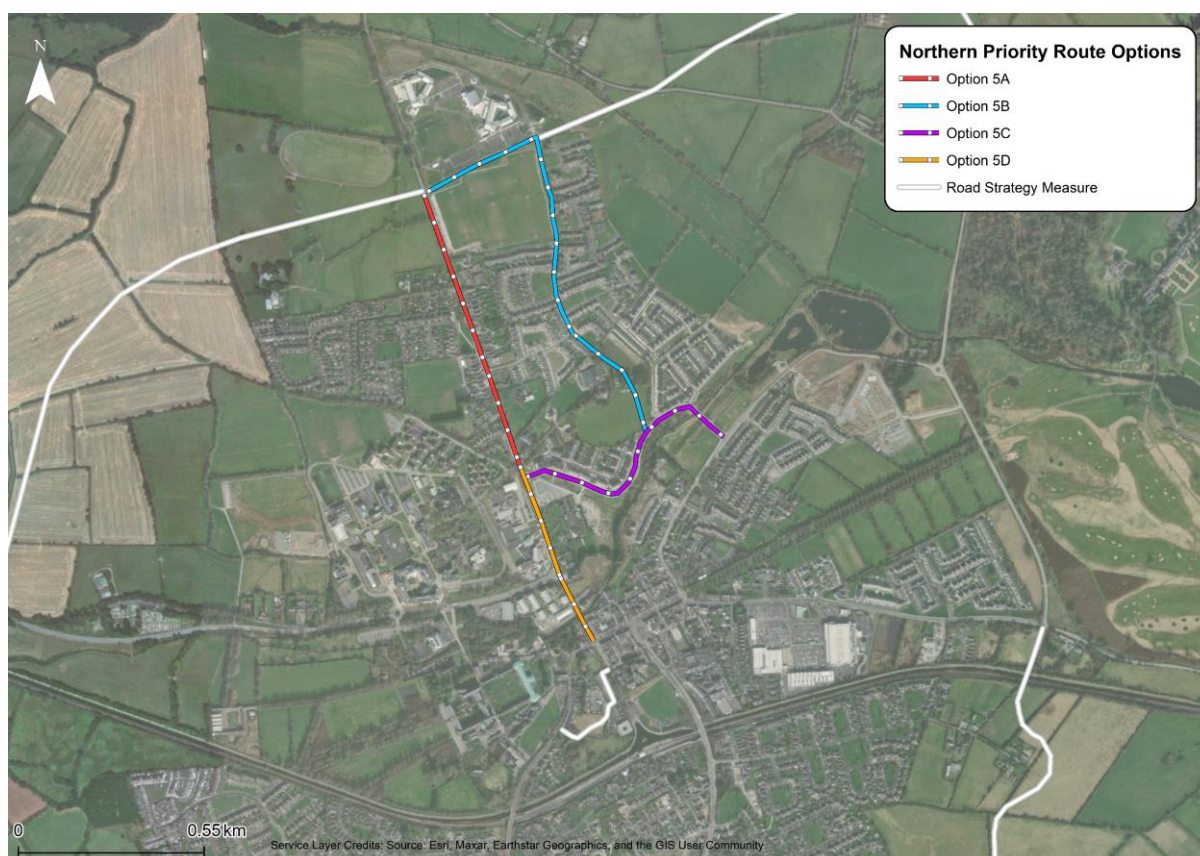 Northern Priority Route Options
Option 5A
Option 5B
Option 5C
Option 5D
Road Strategy Measure
N
0
0.55 km
Service Layer Credits: Source: Esri, Maxar, Earthstar Geographics, and the GIS User Community